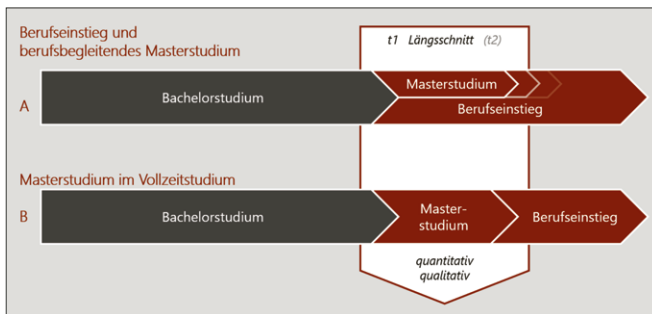 Berufseinstieg und
berufsbegleitendes Masterstudium
t1 Längsschnitt (t2)
A
Bachelorstudium
Masterstudium
Berufseinstieg
Masterstudium im Vollzeitstudium
B
Bachelorstudium
Master-
studium
Berufseinstieg
quantitativ
qualitativ